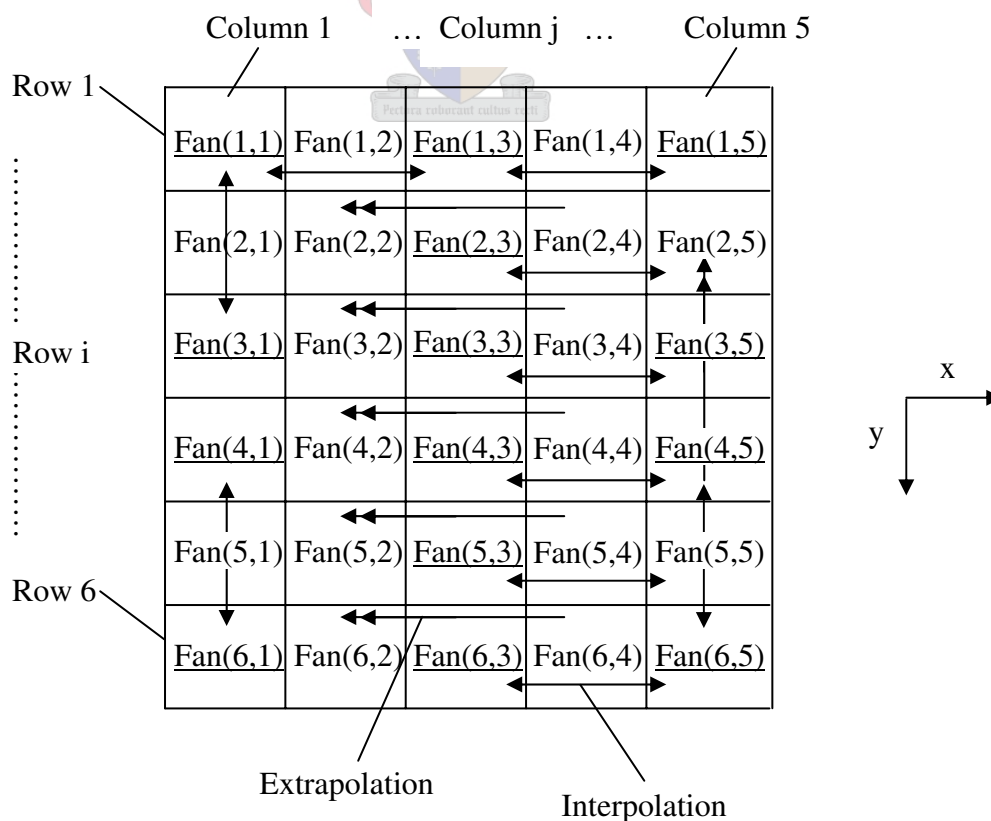 Column 1 … Column j … Column 5
Pectora roborant cultus recti
Row 1
Fan(1,1) Fan(1,2) Fan(1,3) Fan(1,4) Fan(1,5)
Fan(2,1) Fan(2,2) Fan(2,3) Fan(2,4) Fan(2,5)
Row i
Fan(3,1) Fan(3,2) Fan(3,3) Fan(3,4) Fan(3,5)
x
y
Fan(4,1) Fan(4,2) Fan(4,3) Fan(4,4) Fan(4,5)
Fan(5,1) Fan(5,2) Fan(5,3) Fan(5,4) Fan(5,5)
Row 6
Fan(6,1) Fan(6,2) Fan(6,3) Fan(6,4) Fan(6,5)
Extrapolation
Interpolation